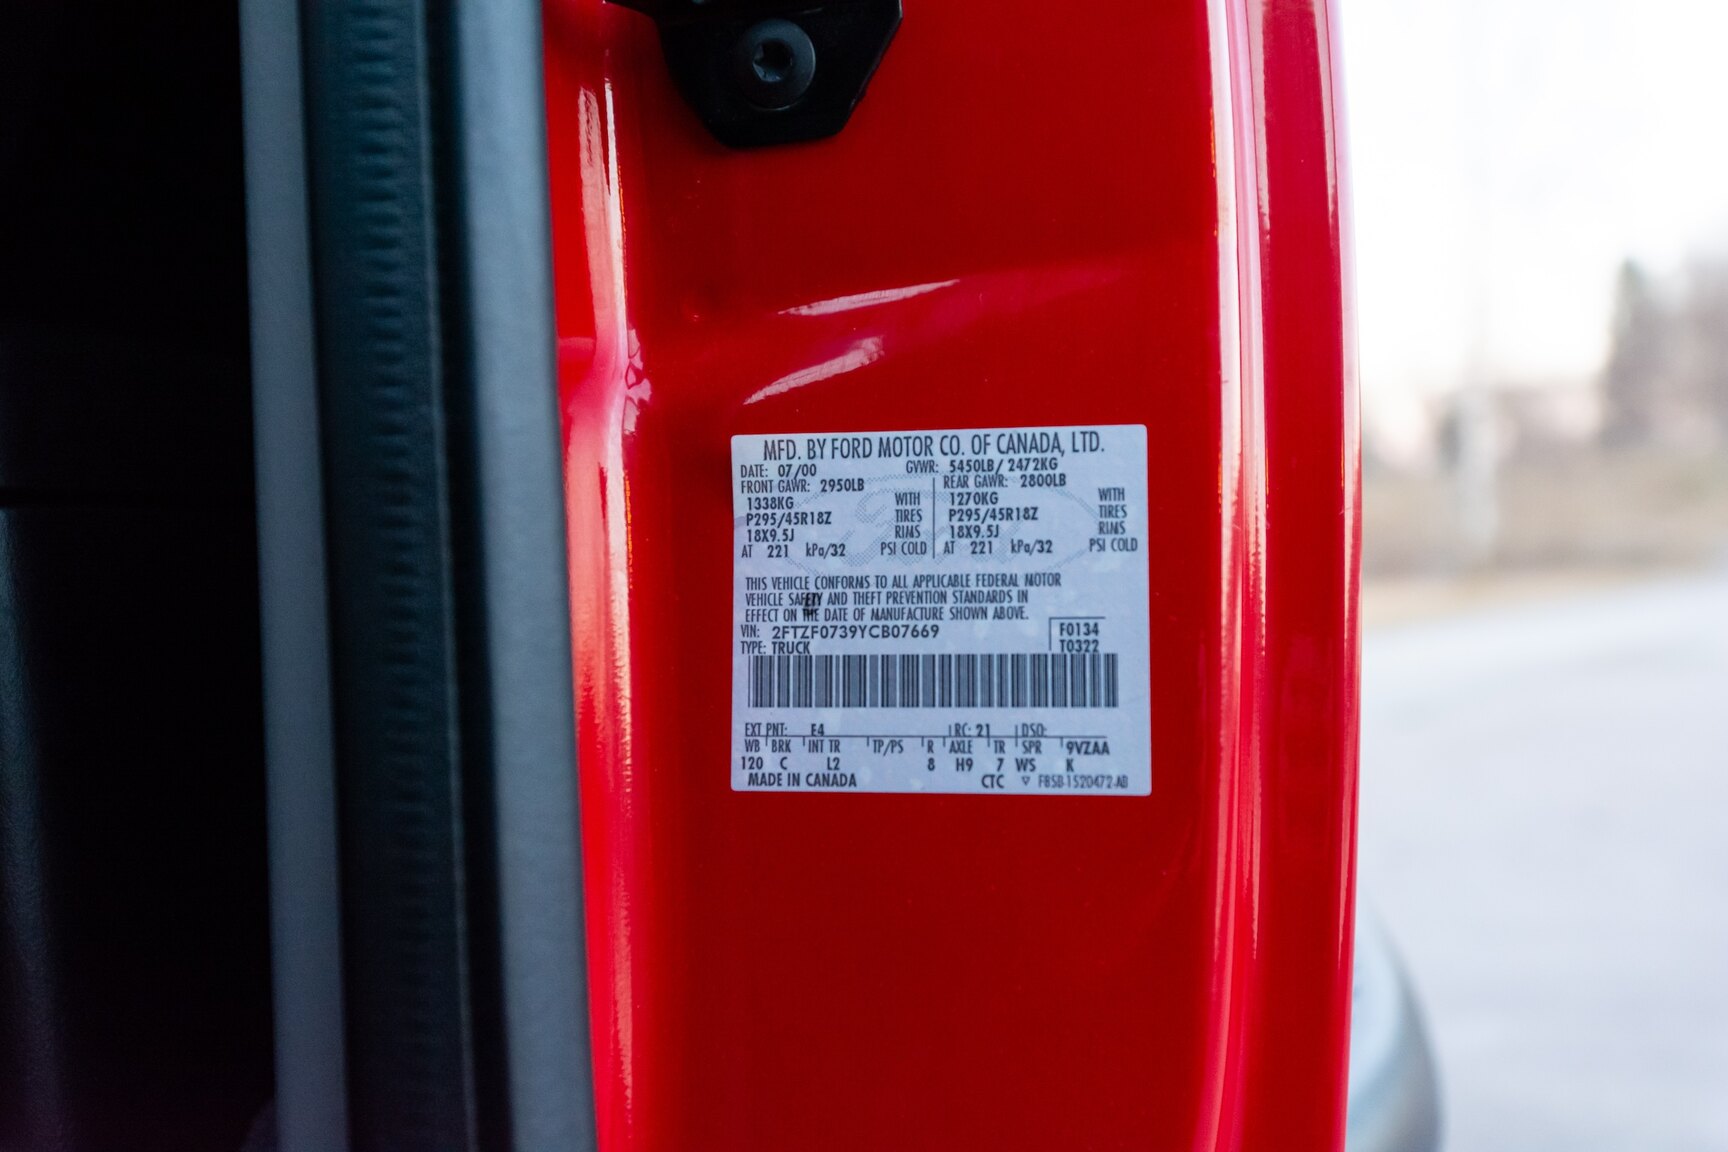 MFD. BY FORD MOTOR CO. OF CANADA, LTD.
DATE: 07/00 GVWR: 5450LB/ 2472KG
FRONT GAWR: 2950LB REAR GAWR: 2800LB
1338KG WITH 1270KG WITH
P295/45R18Z TIRES P295/45R18Z TIRES
18X9.5J RIMS 18X9.5J RIMS
AT 221 kPa/32 PSI COLD AT 221 kPa/32 PSI COLD
THIS VEHICLE CONFORMS TO ALL APPLICABLE FEDERAL MOTOR
VEHICLE SAFETY AND THEFT PREVENTION STANDARDS IN
EFFECT ON THE DATE OF MANUFACTURE SHOWN ABOVE.
VIN: 2FTZF0739YCB07669 F0134
TYPE: TRUCK T0322
EXT PNT: E4 RC: 21 DSO:
WB BRK INT TR TP/PS R AXLE TR SPR 9VZAA
120 C L2 8 H9 7 WS K
MADE IN CANADA CTC ▽ F85B-1520472-AB